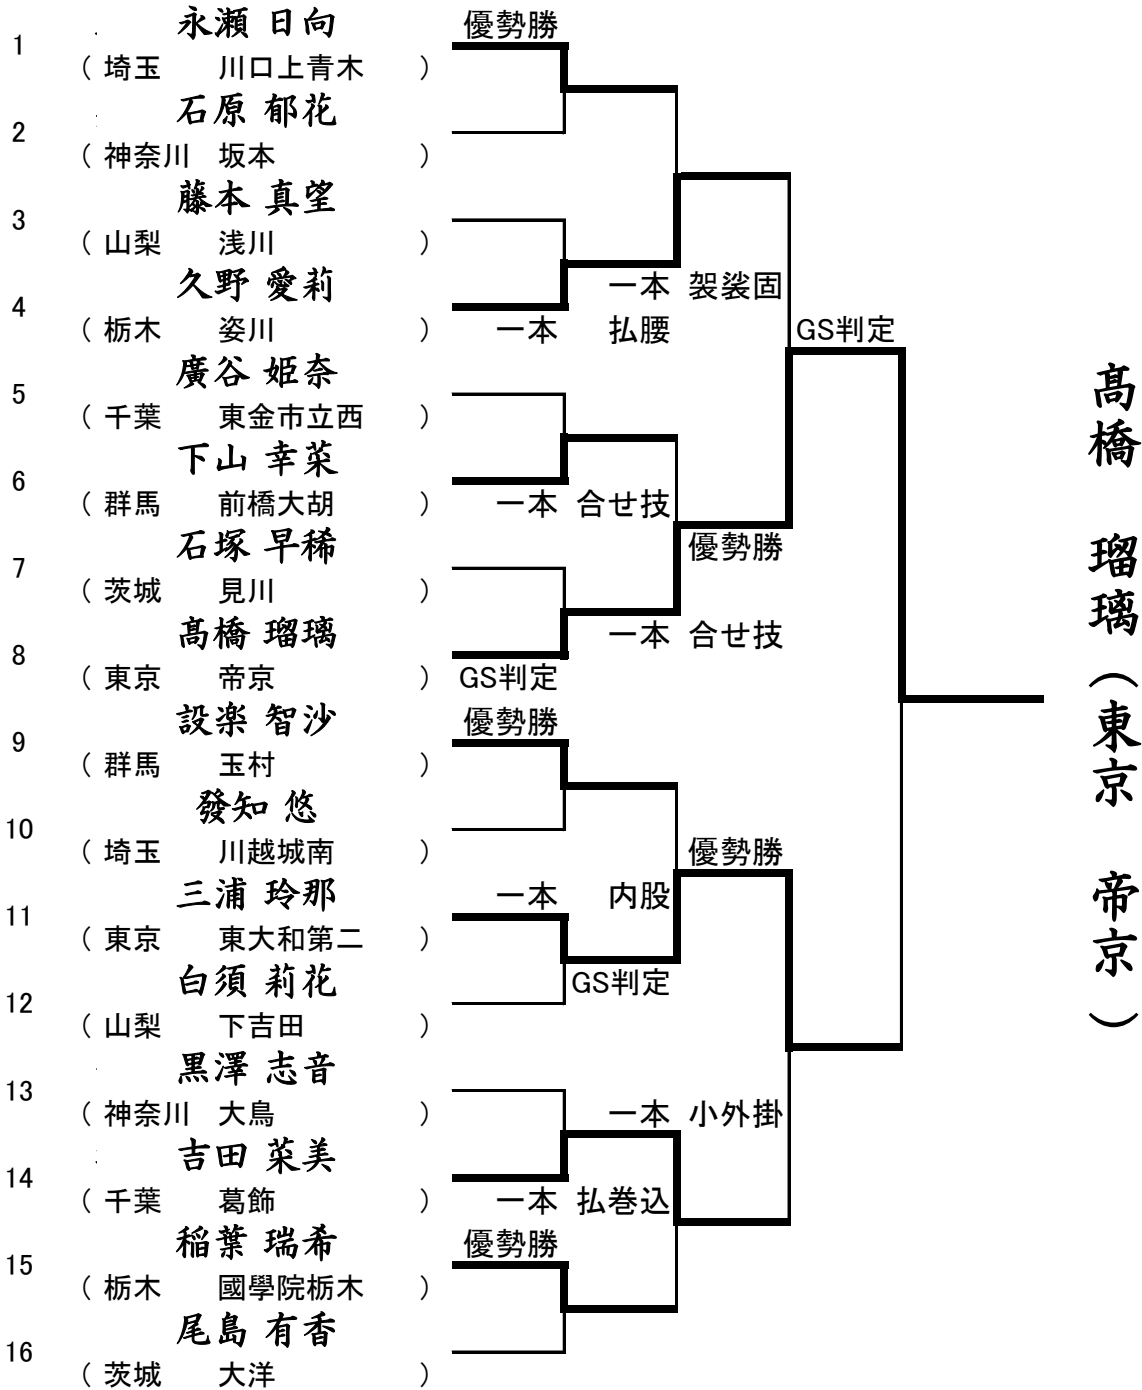 1 永瀬 日向 優勢勝
( 埼玉 川口上青木 )
2 石原 郁花
( 神奈川 坂本 )
3 藤本 真望
( 山梨 浅川 )
4 久野 愛莉 一本 袈裟固
( 栃木 姿川 ) 一本 払腰 GS判定
5 廣谷 姫奈
( 千葉 東金市立西 )
6 下山 幸菜
( 群馬 前橋大胡 ) 一本 合せ技
7 石塚 早稀 優勢勝
( 茨城 見川 )
8 髙橋 瑠璃 一本 合せ技
( 東京 帝京 ) GS判定
9 設楽 智沙 優勢勝
( 群馬 玉村 )
10 發知 悠
( 埼玉 川越城南 ) 優勢勝
11 三浦 玲那 一本 内股
( 東京 東大和第二 )
12 白須 莉花 GS判定
( 山梨 下吉田 )
13 黒澤 志音
( 神奈川 大鳥 ) 一本 小外掛
14 吉田 菜美
( 千葉 葛飾 ) 一本 払巻込
15 稲葉 瑞希 優勢勝
( 栃木 國學院栃木 )
16 尾島 有香
( 茨城 大洋 )
髙橋 瑠璃(東京 帝京)